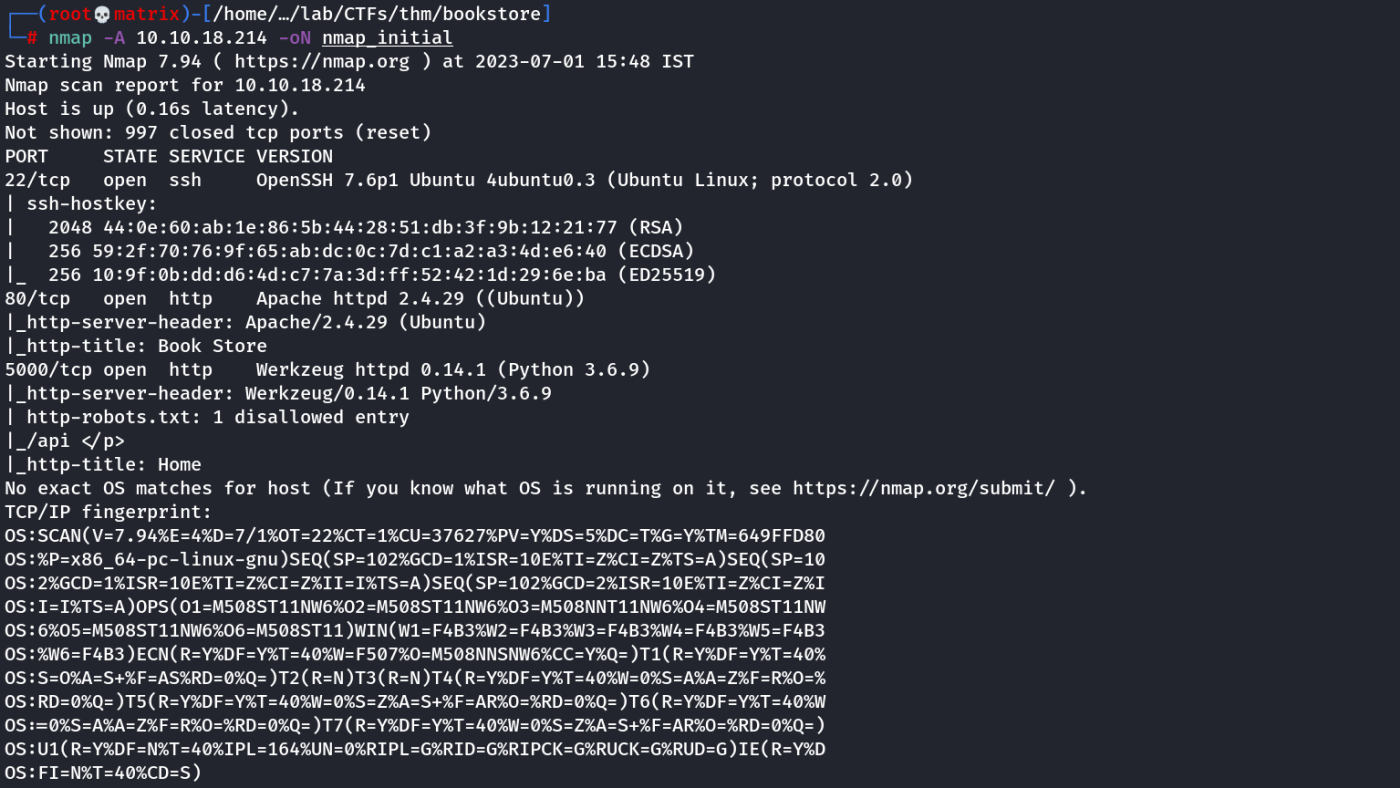 ┌──(root💀matrix)-[/home/…/lab/CTFs/thm/bookstore]
└─# nmap -A 10.10.18.214 -oN nmap_initial
Starting Nmap 7.94 ( https://nmap.org ) at 2023-07-01 15:48 IST
Nmap scan report for 10.10.18.214
Host is up (0.16s latency).
Not shown: 997 closed tcp ports (reset)
PORT     STATE SERVICE VERSION
22/tcp   open  ssh     OpenSSH 7.6p1 Ubuntu 4ubuntu0.3 (Ubuntu Linux; protocol 2.0)
| ssh-hostkey:
|   2048 44:0e:60:ab:1e:86:5b:44:28:51:db:3f:9b:12:21:77 (RSA)
|   256 59:2f:70:76:9f:65:ab:dc:0c:7d:c1:a2:a3:4d:e6:40 (ECDSA)
|_  256 10:9f:0b:dd:d6:4d:c7:7a:3d:ff:52:42:1d:29:6e:ba (ED25519)
80/tcp   open  http    Apache httpd 2.4.29 ((Ubuntu))
|_http-server-header: Apache/2.4.29 (Ubuntu)
|_http-title: Book Store
5000/tcp open  http    Werkzeug httpd 0.14.1 (Python 3.6.9)
|_http-server-header: Werkzeug/0.14.1 Python/3.6.9
| http-robots.txt: 1 disallowed entry
|_/api </p>
|_http-title: Home
No exact OS matches for host (If you know what OS is running on it, see https://nmap.org/submit/ ).
TCP/IP fingerprint:
OS:SCAN(V=7.94%E=4%D=7/1%OT=22%CT=1%CU=37627%PV=Y%DS=5%DC=T%G=Y%TM=649FFD80
OS:%P=x86_64-pc-linux-gnu)SEQ(SP=102%GCD=1%ISR=10E%TI=Z%CI=Z%TS=A)SEQ(SP=10
OS:2%GCD=1%ISR=10E%TI=Z%CI=Z%II=I%TS=A)SEQ(SP=102%GCD=2%ISR=10E%TI=Z%CI=Z%I
OS:I=I%TS=A)OPS(O1=M508ST11NW6%O2=M508ST11NW6%O3=M508NNT11NW6%O4=M508ST11NW
OS:6%O5=M508ST11NW6%O6=M508ST11)WIN(W1=F4B3%W2=F4B3%W3=F4B3%W4=F4B3%W5=F4B3
OS:%W6=F4B3)ECN(R=Y%DF=Y%T=40%W=F507%O=M508NNSNW6%CC=Y%Q=)T1(R=Y%DF=Y%T=40%
OS:S=O%A=S+%F=AS%RD=0%Q=)T2(R=N)T3(R=N)T4(R=Y%DF=Y%T=40%W=0%S=A%A=Z%F=R%O=%
OS:RD=0%Q=)T5(R=Y%DF=Y%T=40%W=0%S=Z%A=S+%F=AR%O=%RD=0%Q=)T6(R=Y%DF=Y%T=40%W
OS:=0%S=A%A=Z%F=R%O=%RD=0%Q=)T7(R=Y%DF=Y%T=40%W=0%S=Z%A=S+%F=AR%O=%RD=0%Q=)
OS:U1(R=Y%DF=N%T=40%IPL=164%UN=0%RIPL=G%RID=G%RIPCK=G%RUCK=G%RUD=G)IE(R=Y%D
OS:FI=N%T=40%CD=S)